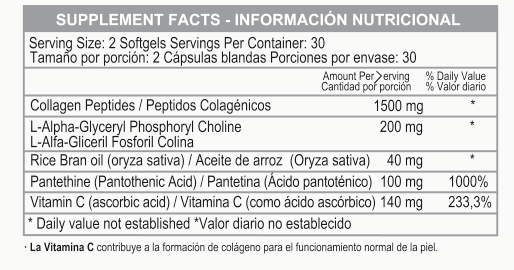 SUPPLEMENT FACTS - INFORMACIÓN NUTRICIONAL
Serving Size: 2 Softgels Servings Per Container: 30
Tamaño por porción: 2 Cápsulas blandas Porciones por envase: 30
Amount Per erving % Daily Value
Cantidad por porción % Valor diario
Collagen Peptides / Peptidos Colagénicos 1500 mg *
L-Alpha-Glyceryl Phosphoryl Choline 200 mg *
L-Alfa-Gliceril Fosforil Colina
Rice Bran oil (oryza sativa) / Aceite de arroz (Oryza sativa) 40 mg *
Pantethine (Pantothenic Acid) / Pantetina (Ácido pantoténico) 100 mg 1000%
Vitamin C (ascorbic acid) / Vitamina C (como ácido ascórbico) 140 mg 233,3%
* Daily value not established *Valor diario no establecido
· La Vitamina C contribuye a la formación de colágeno para el funcionamiento normal de la piel.